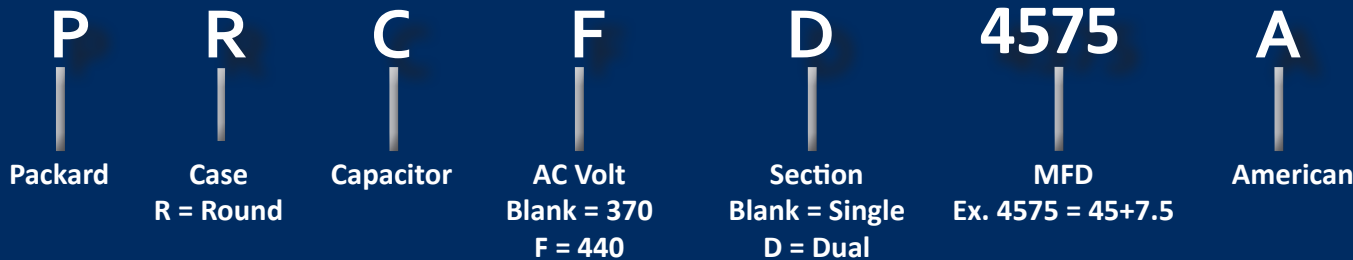 P R C F D 4575 A
Packard Case Capacitor AC Volt Section MFD American
R = Round Blank = 370 Blank = Single Ex. 4575 = 45+7.5
F = 440 D = Dual